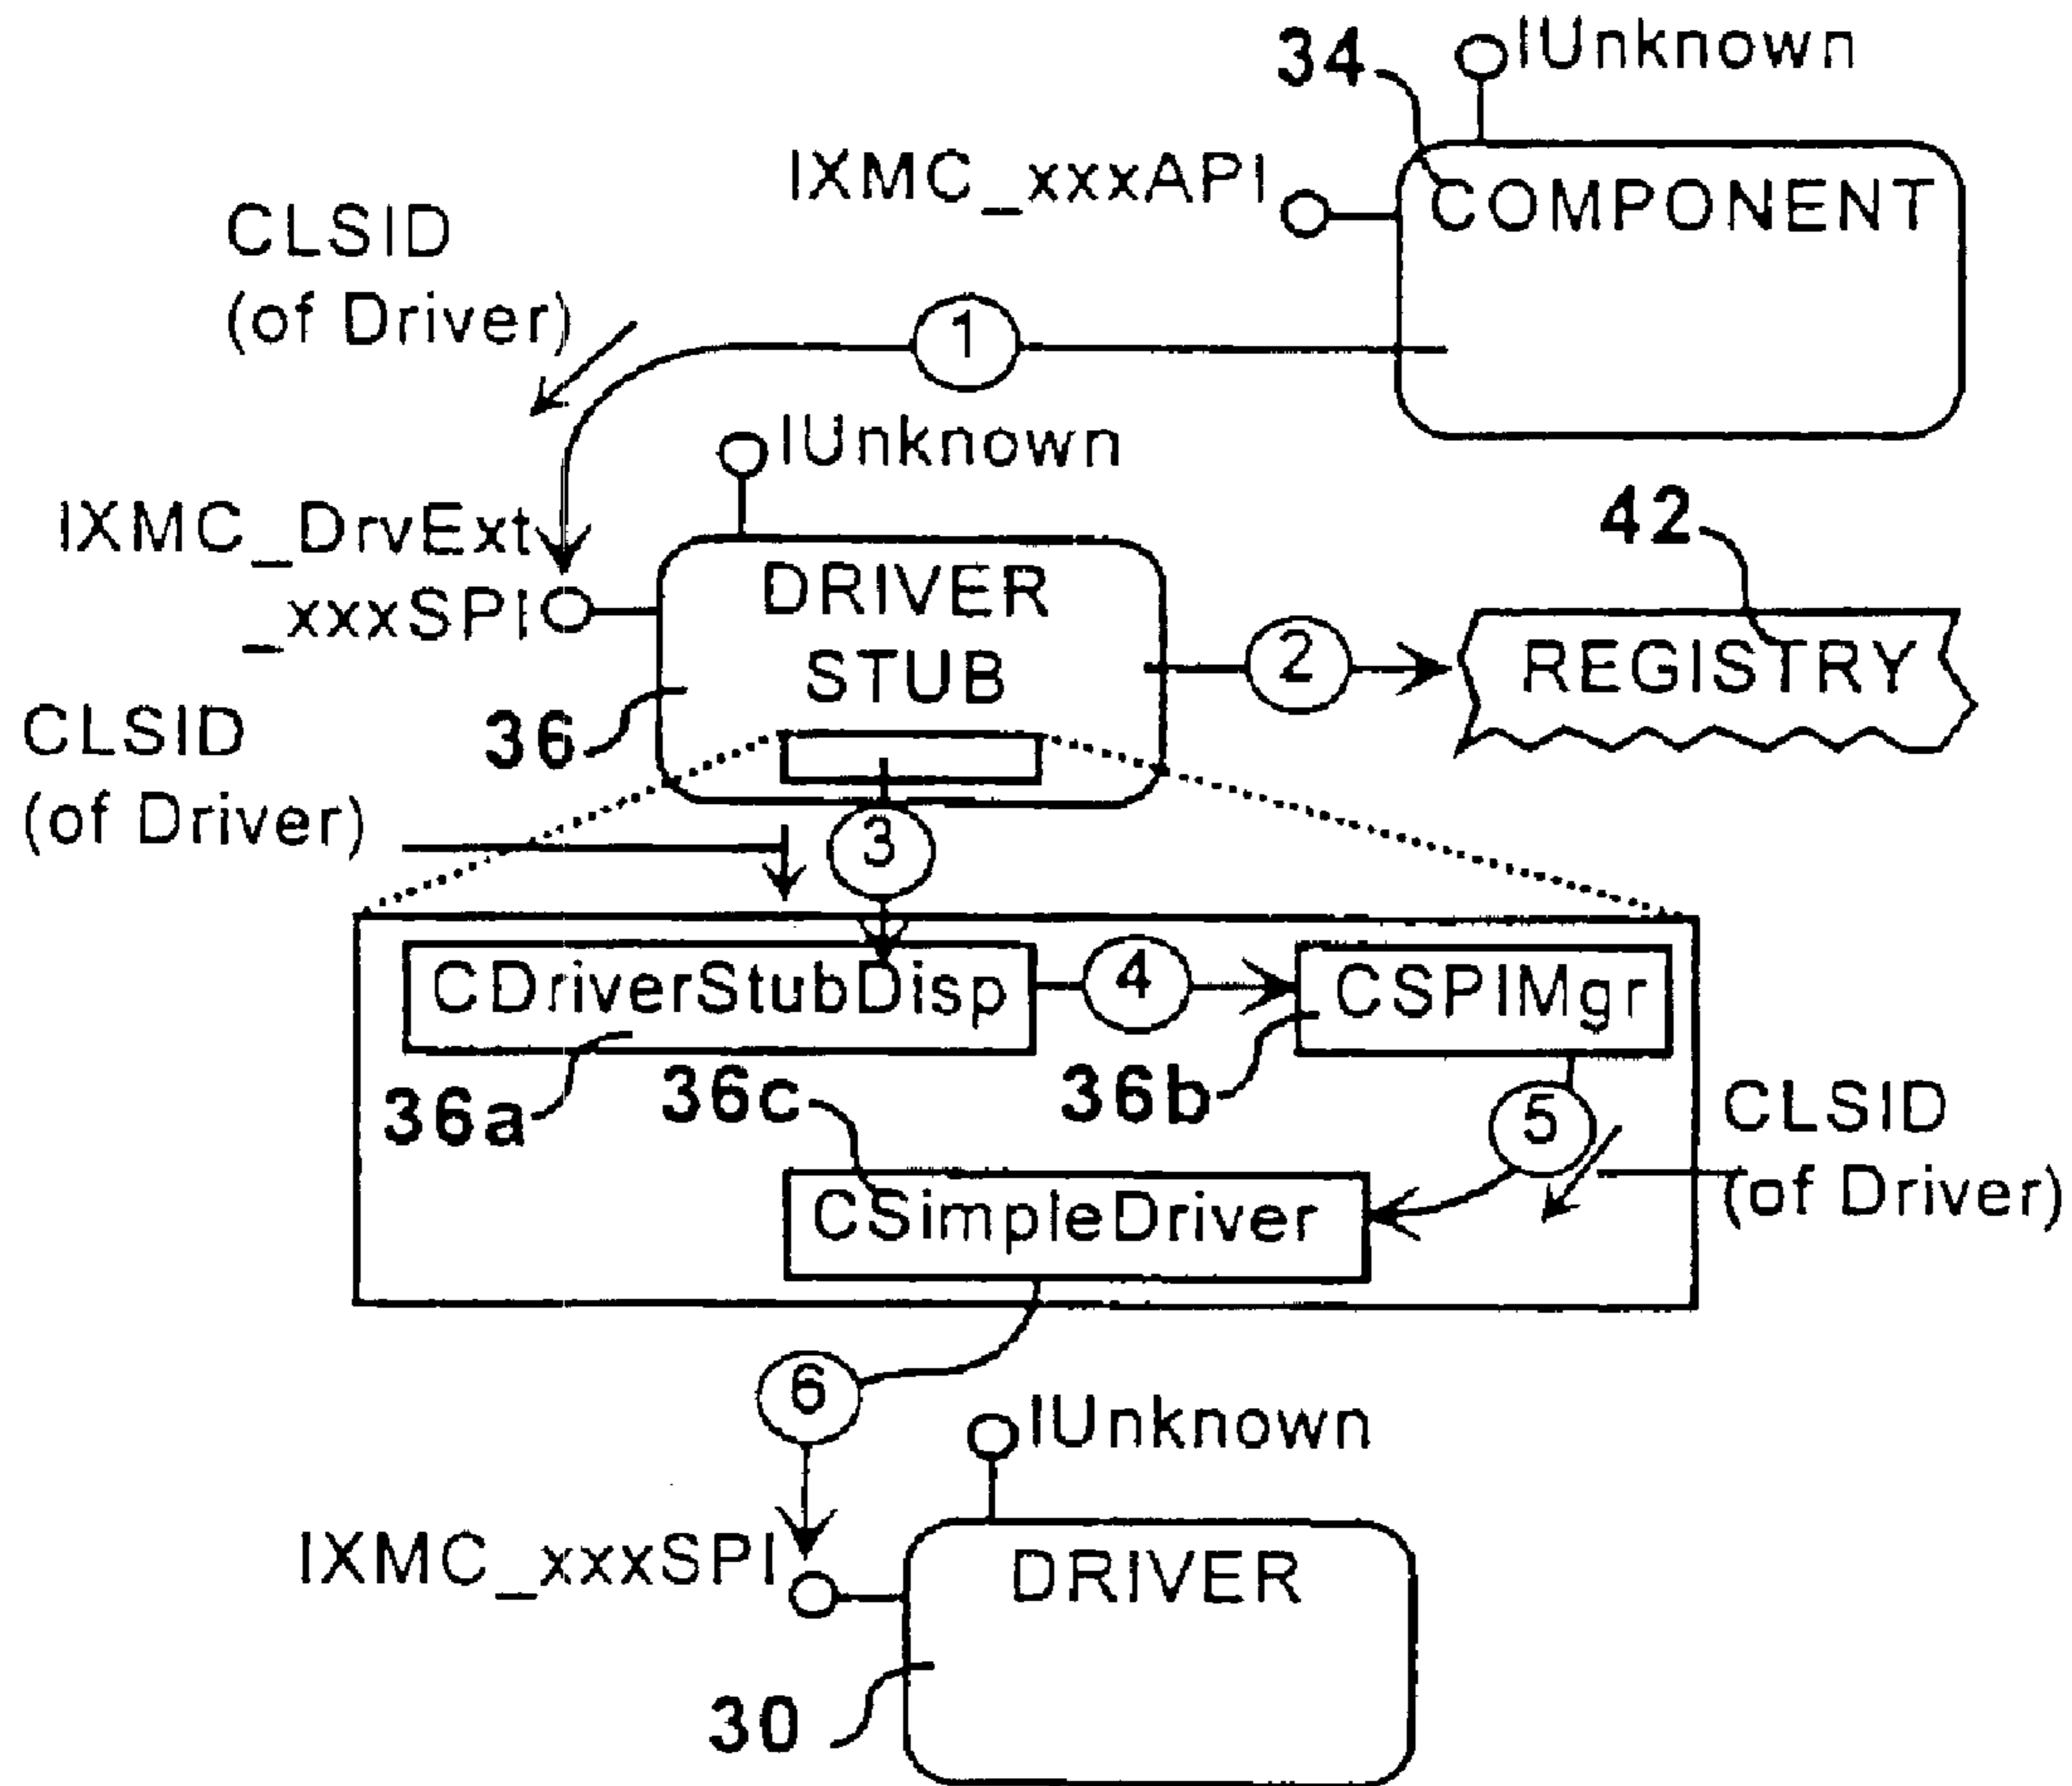 34
IUnknown
IXMC_xxxAPI
COMPONENT
CLSID
(of Driver)
1
IUnknown
IXMC_DrvExt
_xxxSPI
42
DRIVER
STUB
2
REGISTRY
36
CLSID
(of Driver)
3
CDriverStubDisp
4
CSPIMgr
36a
36c
36b
5
CLSID
(of Driver)
CSimpleDriver
6
IUnknown
IXMC_xxxSPI
DRIVER
30